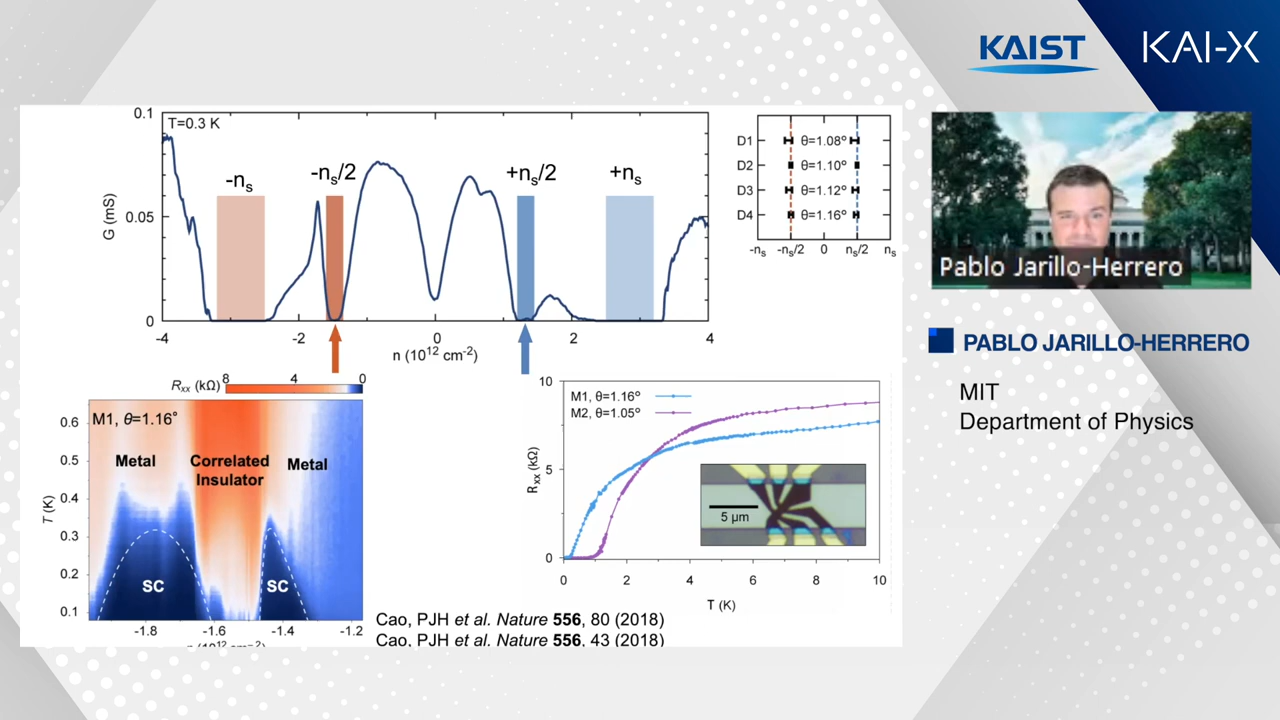 KAIST
KAI-X
T=0.3 K
0.1
0.05
0
G (mS)
-ns
-ns/2
+ns/2
+ns
-4
-2
0
2
4
n (10¹² cm⁻²)
D1
θ=1.08º
D2
θ=1.10º
D3
θ=1.12º
D4
θ=1.16º
-ns
-ns/2
0
ns/2
ns
Pablo Jarillo-Herrero
PABLO JARILLO-HERRERO
MIT
Department of Physics
Rxx (kΩ)
8
4
0
M1, θ=1.16°
Metal
Correlated
Insulator
Metal
SC
SC
T (K)
0.6
0.5
0.4
0.3
0.2
0.1
-1.8
-1.6
-1.4
-1.2
M1, θ=1.16º
M2, θ=1.05º
10
5
0
Rxx (kΩ)
5 µm
0
2
4
6
8
10
T (K)
Cao, PJH et al. Nature 556, 80 (2018)
Cao, PJH et al. Nature 556, 43 (2018)